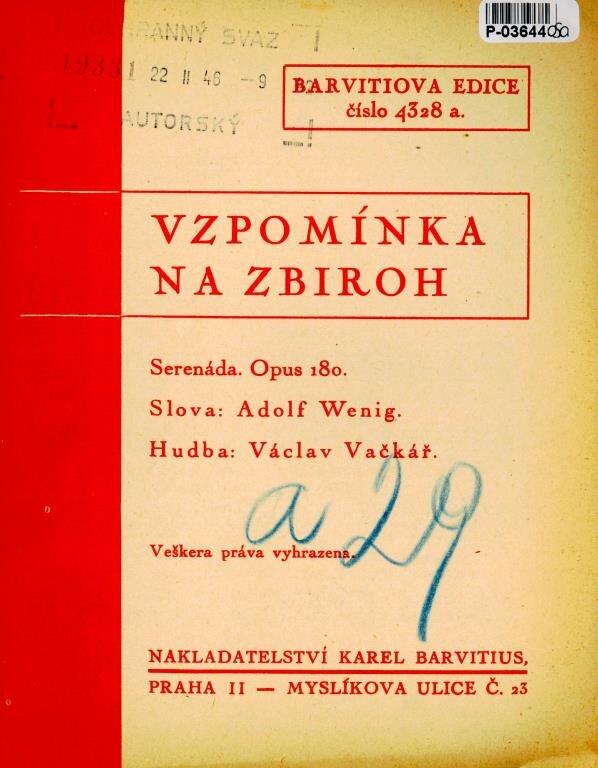 P-03644
SVAZ
22 II 46 -9
AUTORSKÝ
BARVITIOVA EDICE
číslo 4328 a.
VZPOMÍNKA
NA ZBIROH
Serenáda. Opus 180.
Slova: Adolf Wenig.
Hudba: Václav Vačkář.
a 29
Veškera práva vyhrazena.
NAKLADATELSTVÍ KAREL BARVITIUS,
PRAHA II — MYSLÍKOVA ULICE Č. 23